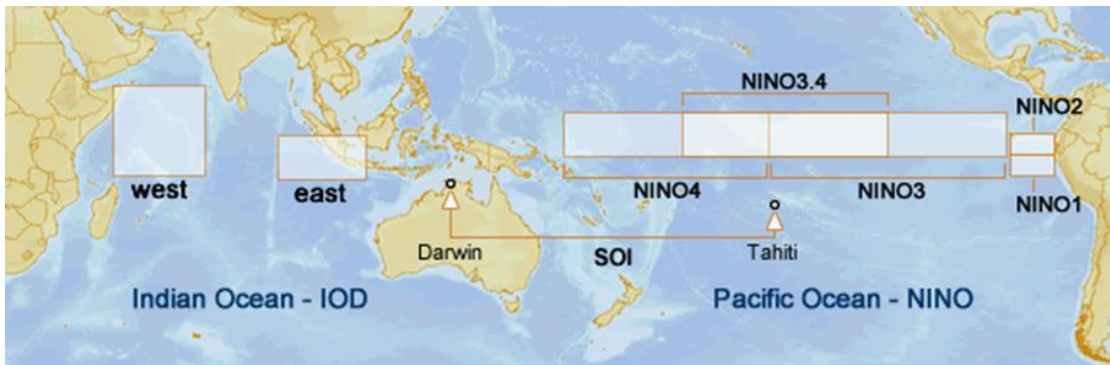 NINO3.4
NINO2
west
east
NINO4
NINO3
NINO1
Darwin
SOI
Tahiti
Indian Ocean - IOD
Pacific Ocean - NINO